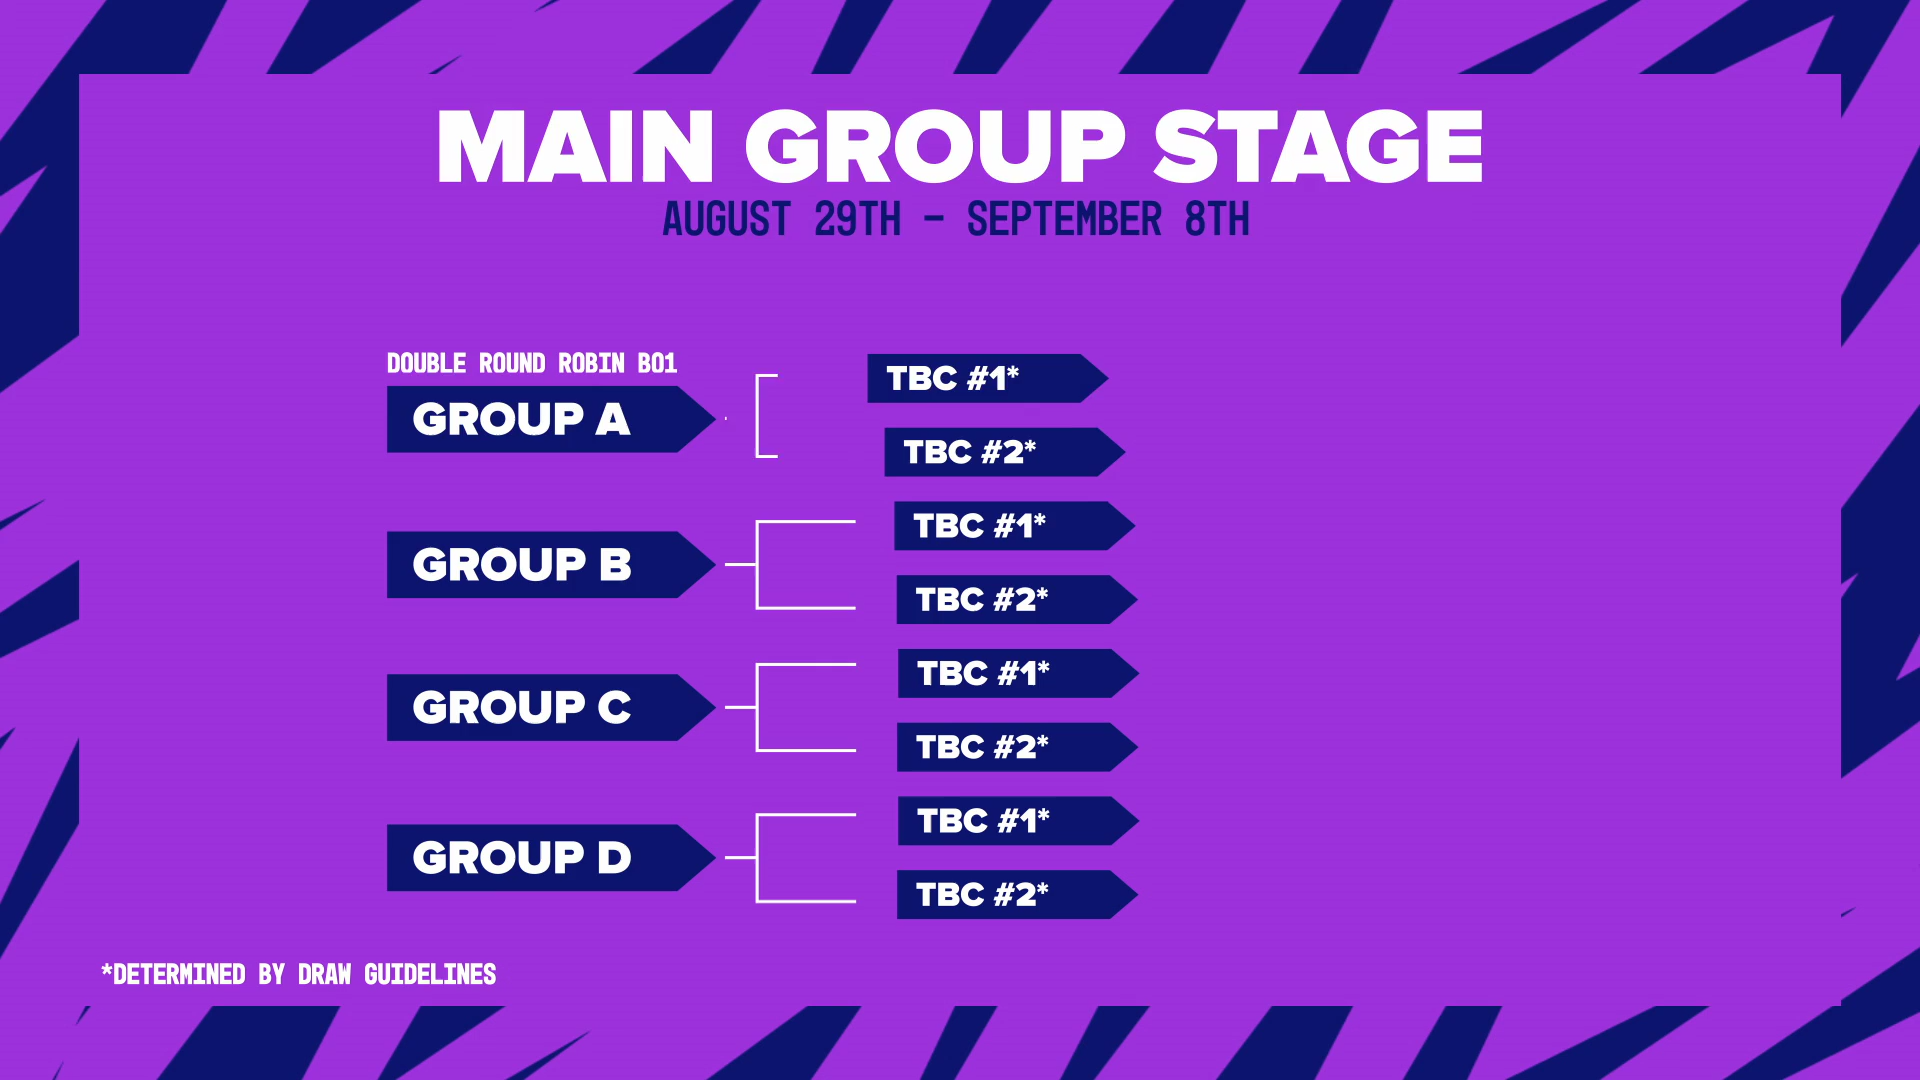 MAIN GROUP STAGE
AUGUST 29TH - SEPTEMBER 8TH
DOUBLE ROUND ROBIN BO1
GROUP A
TBC #1*
TBC #2*
GROUP B
TBC #1*
TBC #2*
GROUP C
TBC #1*
TBC #2*
GROUP D
TBC #1*
TBC #2*
*DETERMINED BY DRAW GUIDELINES